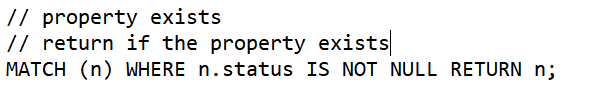 // property exists
// return if the property exists
MATCH (n) WHERE n.status IS NOT NULL RETURN n;